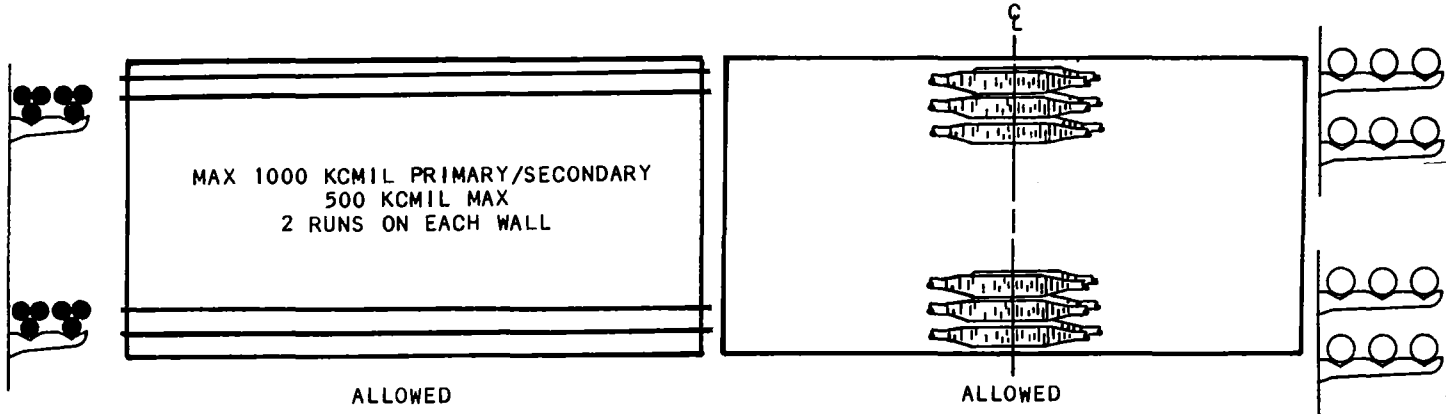 ℄
MAX 1000 KCMIL PRIMARY/SECONDARY
500 KCMIL MAX
2 RUNS ON EACH WALL
ALLOWED
ALLOWED